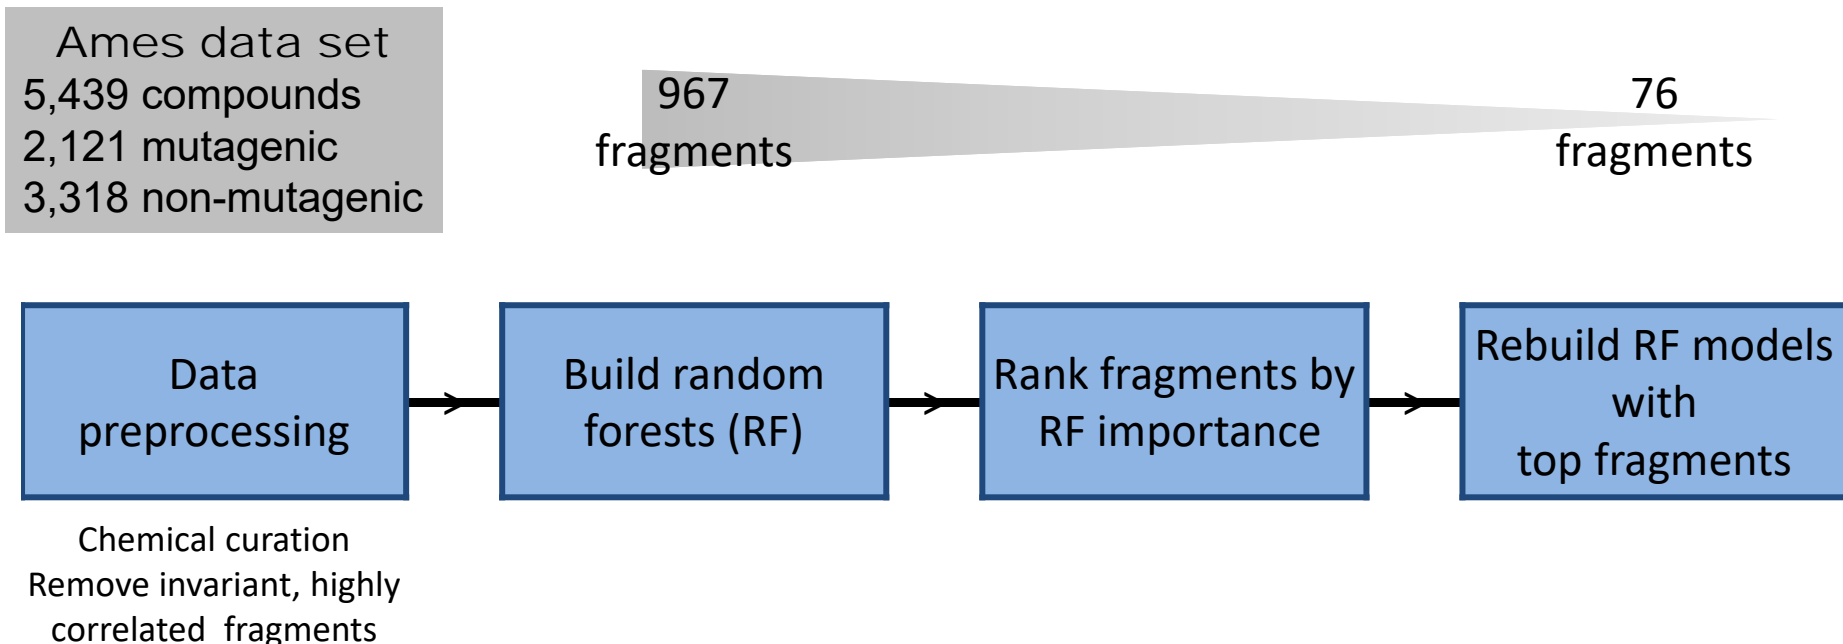 Ames data set
5,439 compounds
2,121 mutagenic
3,318 non-mutagenic
967
fragments
76
fragments
Data
preprocessing
Build random
forests (RF)
Rank fragments by
RF importance
Rebuild RF models
with
top fragments
Chemical curation
Remove invariant, highly
correlated fragments